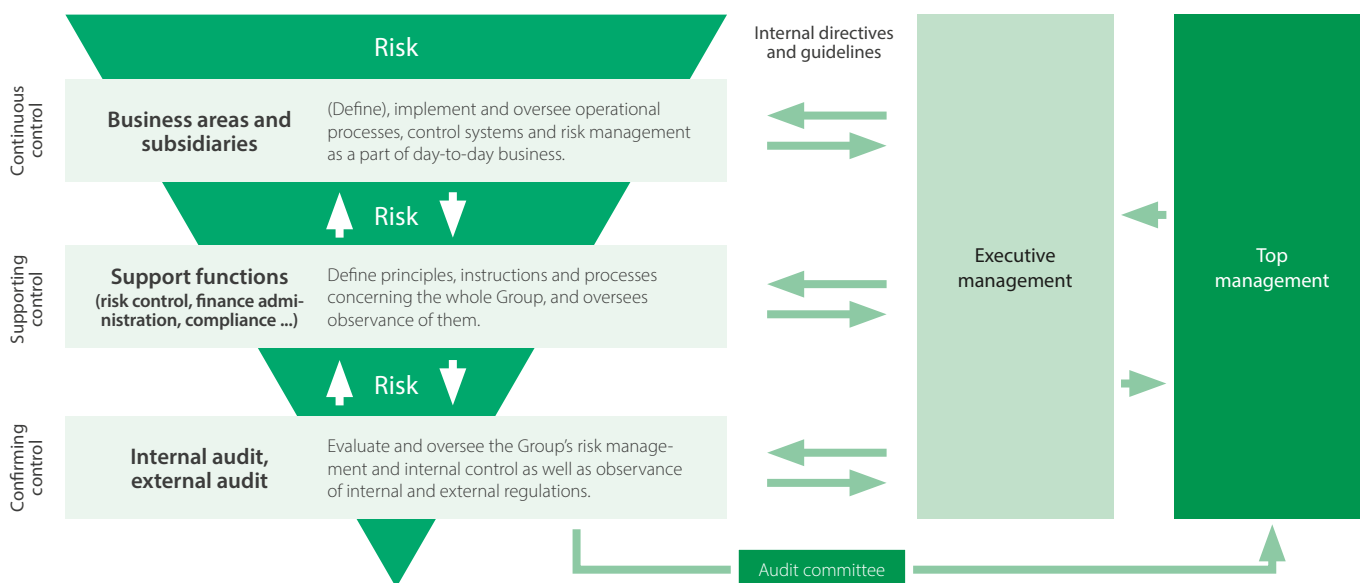 Risk
Internal directives
and guidelines
Continuous
control
Business areas and
subsidiaries
(Define), implement and oversee operational
processes, control systems and risk management
as a part of day-to-day business.
Risk
Supporting
control
Support functions
(risk control, finance admi-
nistration, compliance ...)
Define principles, instructions and processes
concerning the whole Group, and oversees
observance of them.
Executive
management
Top
management
Risk
Confirming
control
Internal audit,
external audit
Evaluate and oversee the Group's risk manage-
ment and internal control as well as observance
of internal and external regulations.
Audit committee